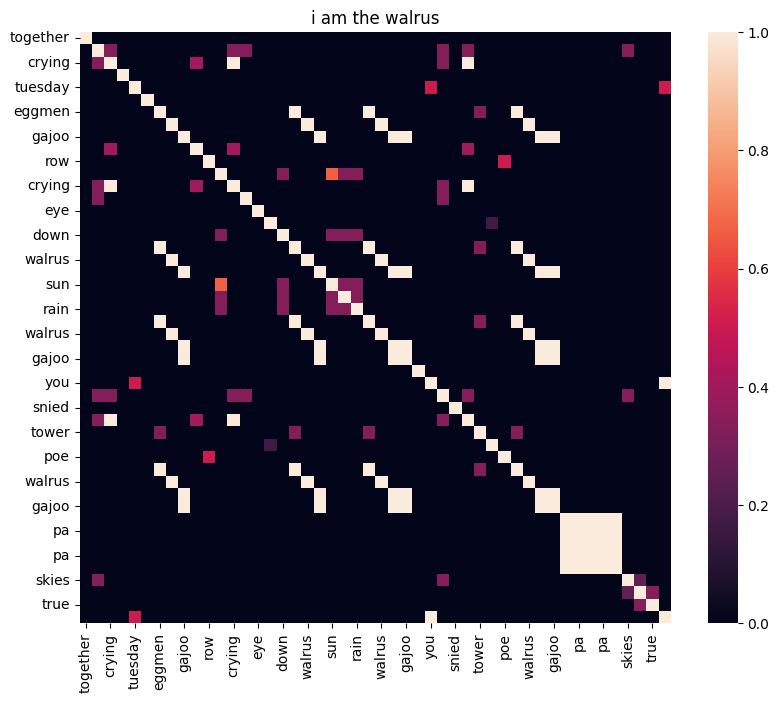 i am the walrus
together
crying
tuesday
eggmen
gajoo
row
crying
eye
down
walrus
sun
rain
walrus
gajoo
you
snied
tower
poe
walrus
gajoo
pa
pa
skies
true
1.0
0.8
0.6
0.4
0.2
0.0
together
crying
tuesday
eggmen
gajoo
row
crying
eye
down
walrus
sun
rain
walrus
gajoo
you
snied
tower
poe
walrus
gajoo
pa
pa
skies
true